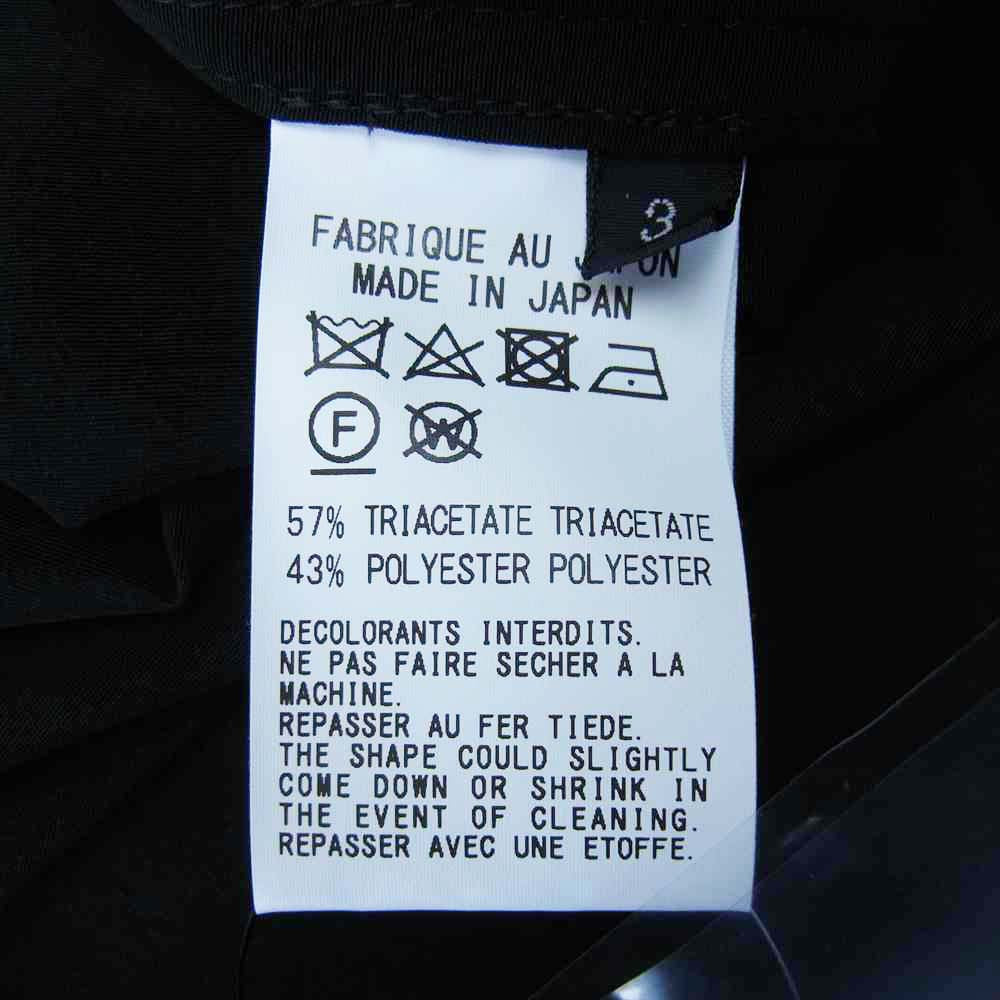 3
FABRIQUE AU JAPON
MADE IN JAPAN
F W
57% TRIACETATE TRIACETATE
43% POLYESTER POLYESTER
DECOLORANTS INTERDITS.
NE PAS FAIRE SECHER A LA
MACHINE.
REPASSER AU FER TIEDE.
THE SHAPE COULD SLIGHTLY
COME DOWN OR SHRINK IN
THE EVENT OF CLEANING.
REPASSER AVEC UNE ETOFFE.